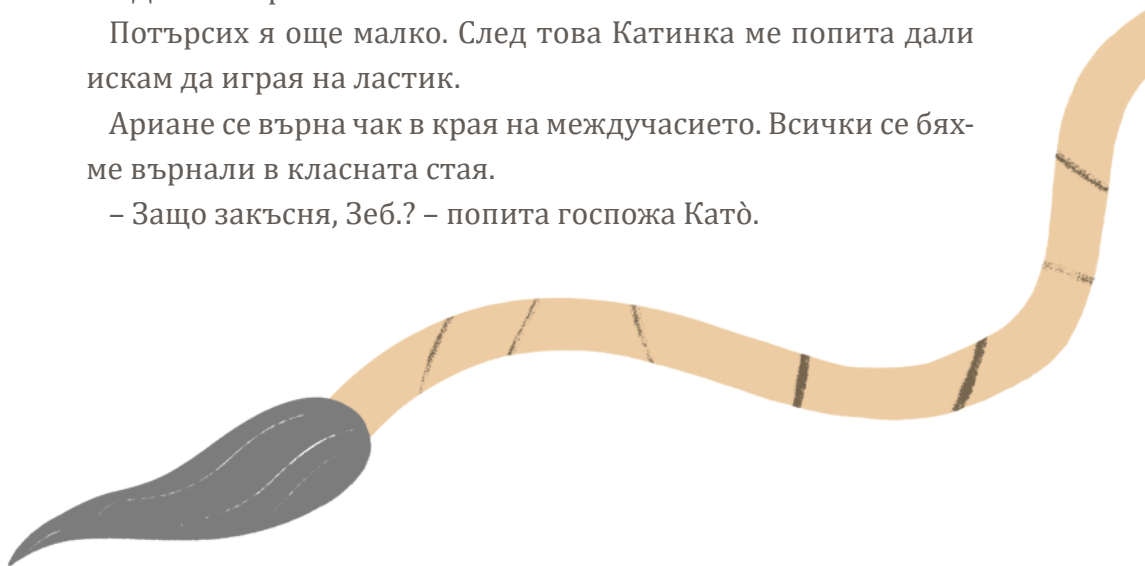 Потърсих я още малко. След това Катинка ме попита дали
искам да играя на ластик.
Ариане се върна чак в края на междучасието. Всички се бях-
ме върнали в класната стая.
– Защо закъсня, Зеб.? – попита госпожа Като̀.